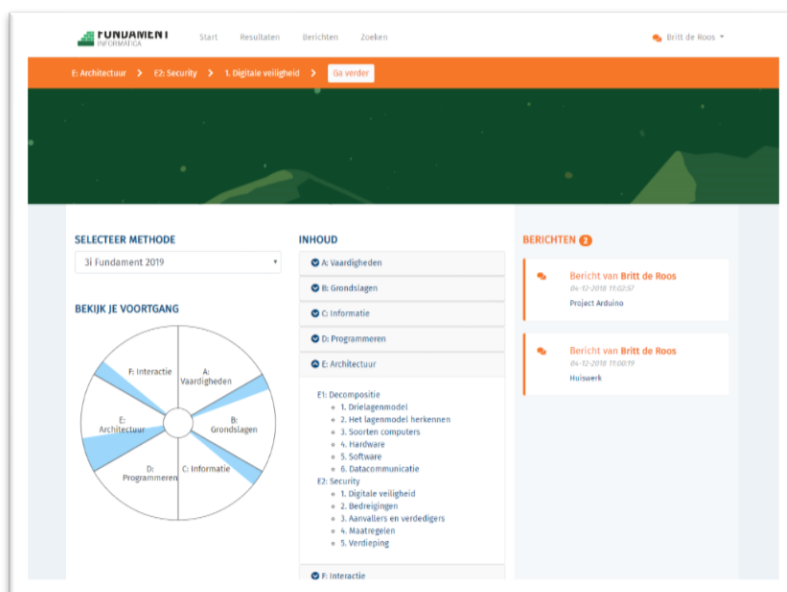 FUNDAMENT
INFORMATICA
Start Resultaten Berichten Zoeken
Britt de Roos
E: Architectuur > E2: Security > 1. Digitale veiligheid > Ga verder
SELECTEER METHODE
3i Fundament 2019
BEKIJK JE VOORTGANG
F: Interactie
A:
Vaardigheden
E:
Architectuur
B:
Grondslagen
D:
Programmeren
C: Informatie
INHOUD
A: Vaardigheden
B: Grondslagen
C: Informatie
D: Programmeren
E: Architectuur
E1: Decompositie
1. Drielagenmodel
2. Het lagenmodel herkennen
3. Soorten computers
4. Hardware
5. Software
6. Datacommunicatie
E2: Security
1. Digitale veiligheid
2. Bedreigingen
3. Aanvallers en verdedigers
4. Maatregelen
5. Verdieping
F: Interactie
BERICHTEN 2
Bericht van Britt de Roos
04-12-2018 11:02:57
Project Arduino
Bericht van Britt de Roos
04-12-2018 11:00:19
Huiswerk